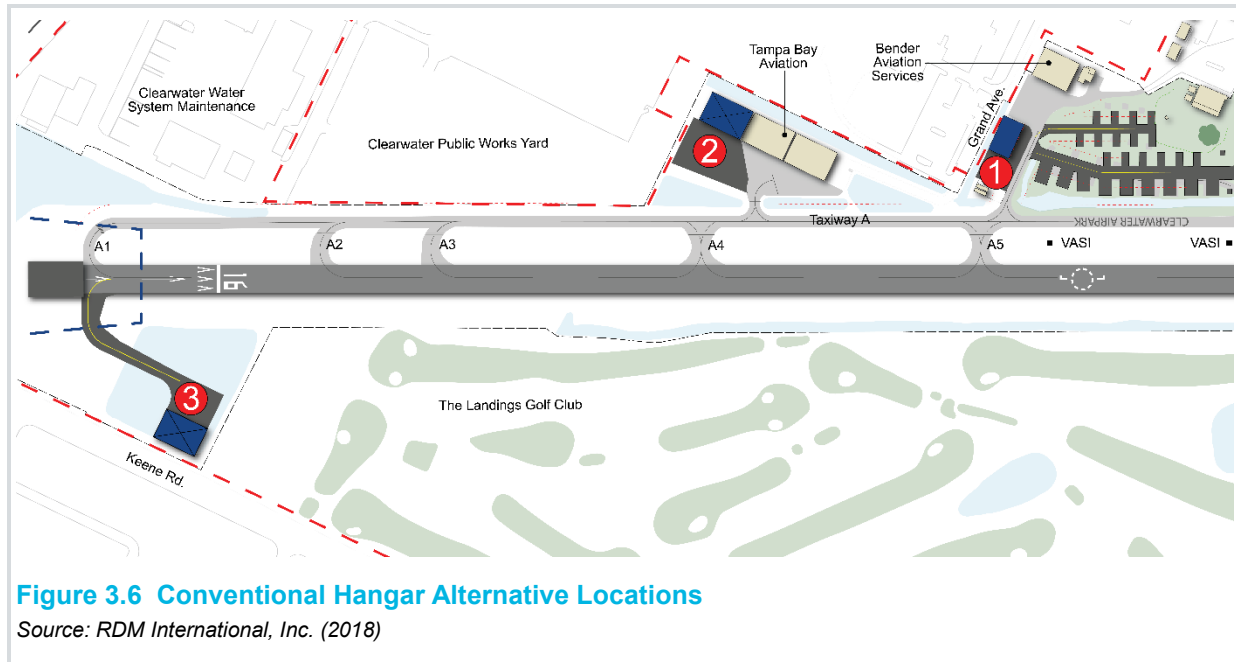 Tampa Bay
Aviation
Bender
Aviation
Services
Clearwater Water
System Maintenance
Clearwater Public Works Yard
Grand Ave.
2
1
Taxiway A
CLEARWATER AIRPARK
A1
A2
A3
A4
A5
VASI
VASI
16
3
The Landings Golf Club
Keene Rd.
Figure 3.6 Conventional Hangar Alternative Locations
Source: RDM International, Inc. (2018)